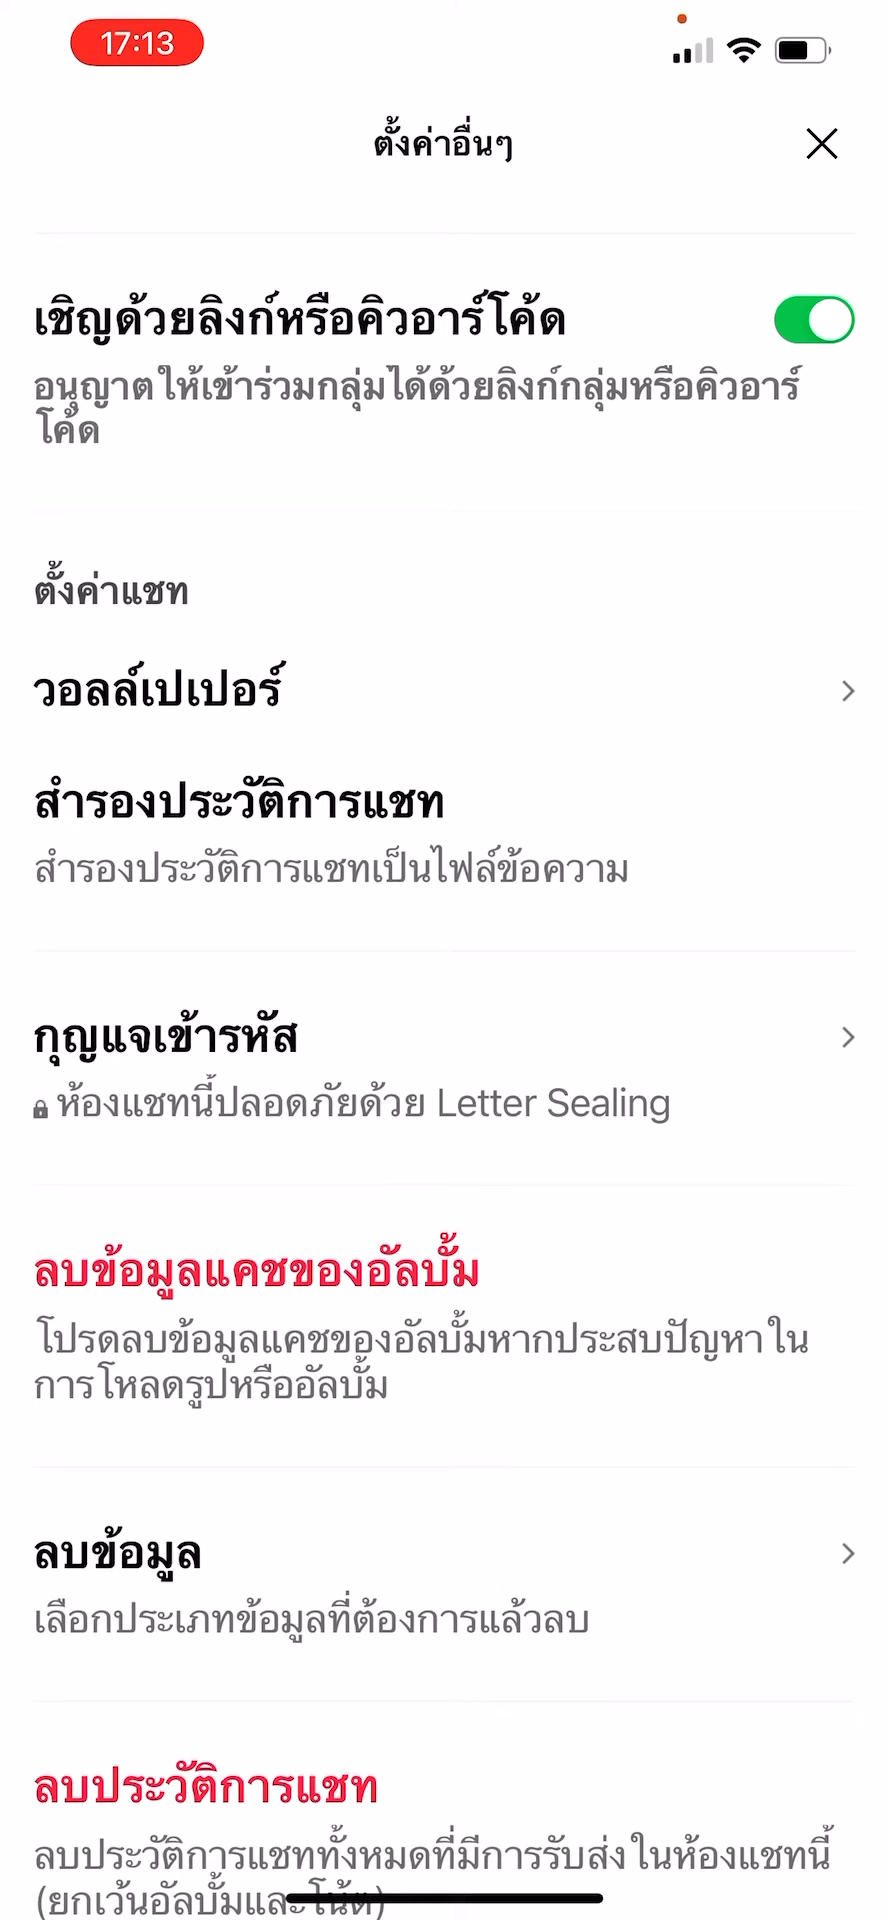 17:13
ตั้งค่าอื่นๆ
เชิญด้วยลิงก์หรือคิวอาร์โค้ด
อนุญาตให้เข้าร่วมกลุ่มได้ด้วยลิงก์กลุ่มหรือคิวอาร์
โค้ด
ตั้งค่าแชท
วอลล์เปเปอร์
สำรองประวัติการแชท
สำรองประวัติการแชทเป็นไฟล์ข้อความ
กุญแจเข้ารหัส
ห้องแชทนี้ปลอดภัยด้วย Letter Sealing
ลบข้อมูลแคชของอัลบั้ม
โปรดลบข้อมูลแคชของอัลบั้มหากประสบปัญหาใน
การโหลดรูปหรืออัลบั้ม
ลบข้อมูล
เลือกประเภทข้อมูลที่ต้องการแล้วลบ
ลบประวัติการแชท
ลบประวัติการแชททั้งหมดที่มีการรับส่งในห้องแชทนี้
(ยกเว้นอัลบั้มและโน้ต)